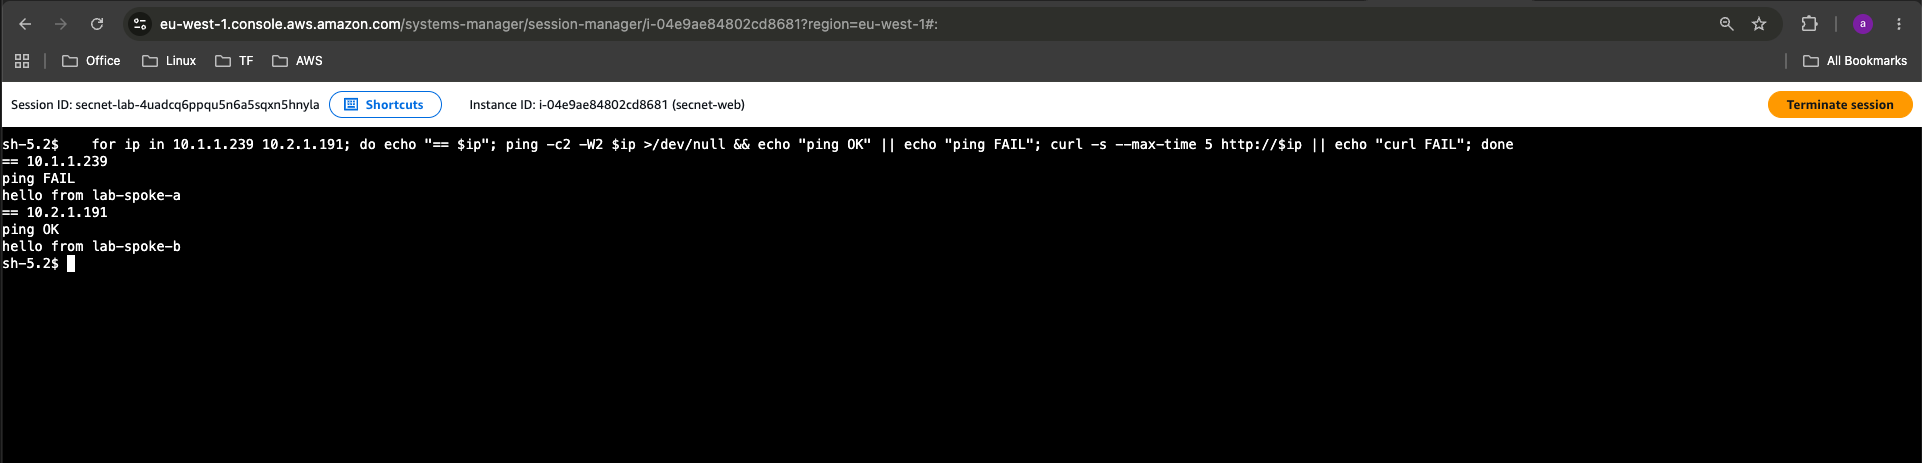 eu-west-1.console.aws.amazon.com/systems-manager/session-manager/i-04e9ae84802cd8681?region=eu-west-1#:
a
Office Linux TF AWS All Bookmarks
Session ID: secnet-lab-4uadcq6ppqu5n6a5sqxn5hnyla Shortcuts Instance ID: i-04e9ae84802cd8681 (secnet-web) Terminate session
sh-5.2$    for ip in 10.1.1.239 10.2.1.191; do echo "== $ip"; ping -c2 -W2 $ip >/dev/null && echo "ping OK" || echo "ping FAIL"; curl -s --max-time 5 http://$ip || echo "curl FAIL"; done
== 10.1.1.239
ping FAIL
hello from lab-spoke-a
== 10.2.1.191
ping OK
hello from lab-spoke-b
sh-5.2$